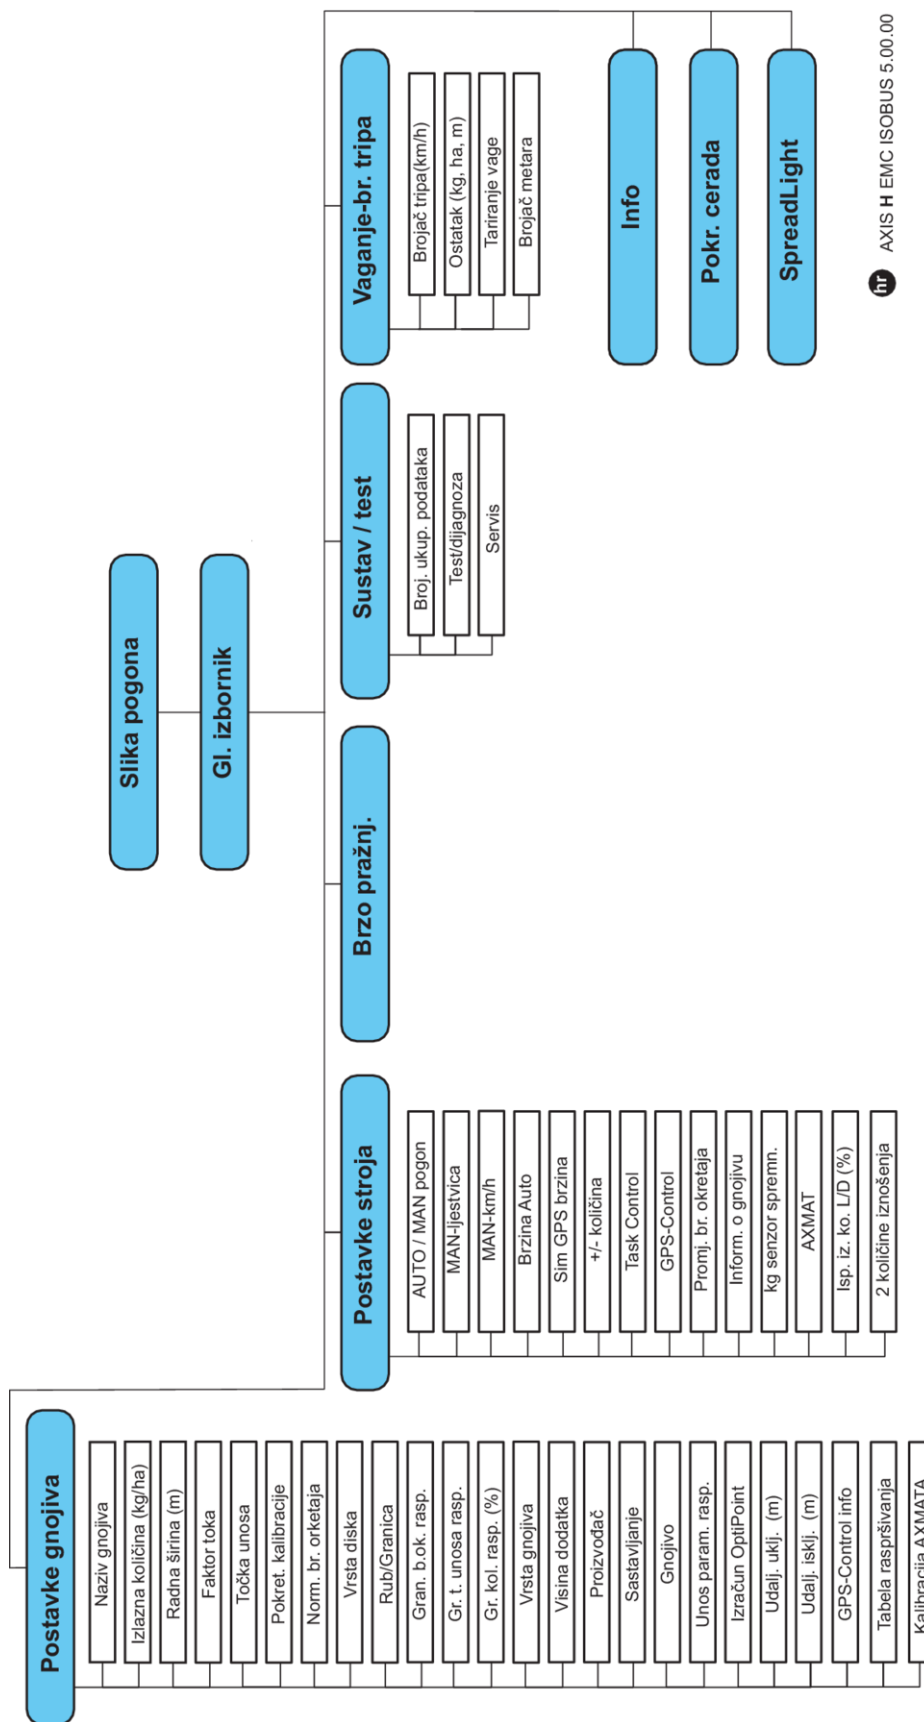 Slika pogona
Gl. izbornik
Postavke gnojiva
Naziv gnojiva
Izlazna količina (kg/ha)
Radna širina (m)
Faktor toka
Točka unosa
Pokret. kalibracije
Norm. br. orketaja
Vrsta diska
Rub/Granica
Gran. b.ok. rasp.
Gr. t. unosa rasp.
Gr. kol. rasp. (%)
Vrsta gnojiva
Visina dodatka
Proizvođač
Sastavljanje
Gnojivo
Unos param. rasp.
Izračun OptiPoint
Udalj. uklj. (m)
Udalj. isklj. (m)
GPS-Control info
Tabela raspršivanja
Kalibracija AXMATA
Postavke stroja
AUTO / MAN pogon
MAN-ljestvica
MAN-km/h
Brzina Auto
Sim GPS brzina
+/- količina
Task Control
GPS-Control
Promj. br. okretaja
Inform. o gnojivu
kg senzor spremn.
AXMAT
Isp. iz. ko. L/D (%)
2 količine iznošenja
Brzo pražnj.
Sustav / test
Broj. ukup. podataka
Test/dijagnoza
Servis
Vaganje-br. tripa
Brojač tripa(km/h)
Ostatak (kg, ha, m)
Tariranje vage
Brojač metara
Info
Pokr. cerada
SpreadLight
hr AXIS H EMC ISOBUS 5.00.00